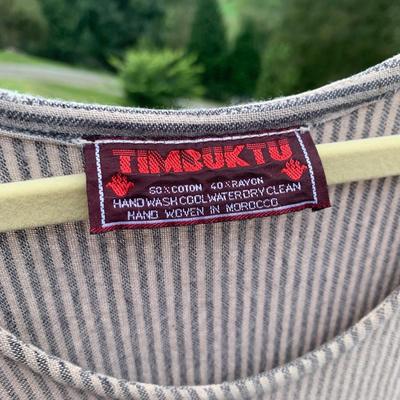 TIMBUKTU
60% COTON 40% RAYON
HAND WASH COOL WATER DRY CLEAN
HAND WOVEN IN MOROCCO